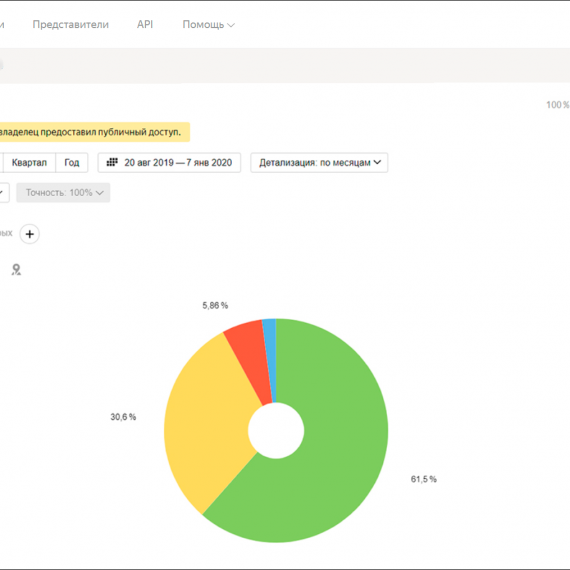 и Представители API Помощь
100%
владелец предоставил публичный доступ.
Квартал Год 20 авг 2019 — 7 янв 2020 Детализация: по месяцам
Точность: 100%
ых +
5,86 %
30,6 %
61,5 %